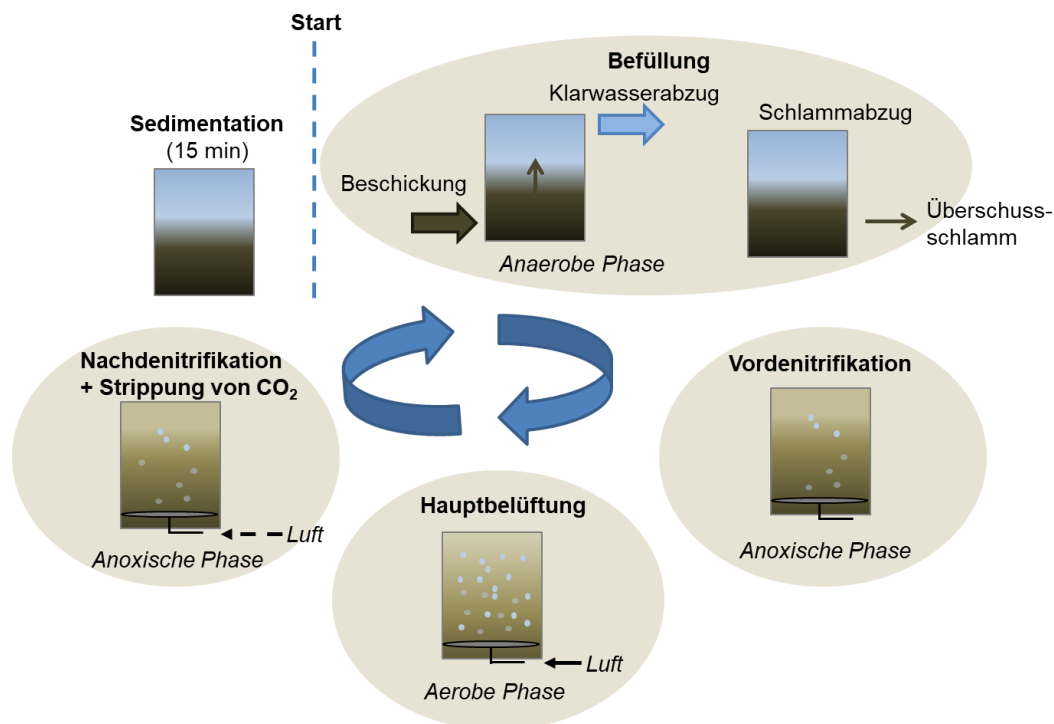 Start
Befüllung
Klarwasserabzug
Schlammabzug
Sedimentation
(15 min)
Beschickung
Überschuss-
schlamm
Anaerobe Phase
Nachdenitrifikation
+ Strippung von CO₂
Luft
Anoxische Phase
Vordenitrifikation
Anoxische Phase
Hauptbelüftung
Luft
Aerobe Phase